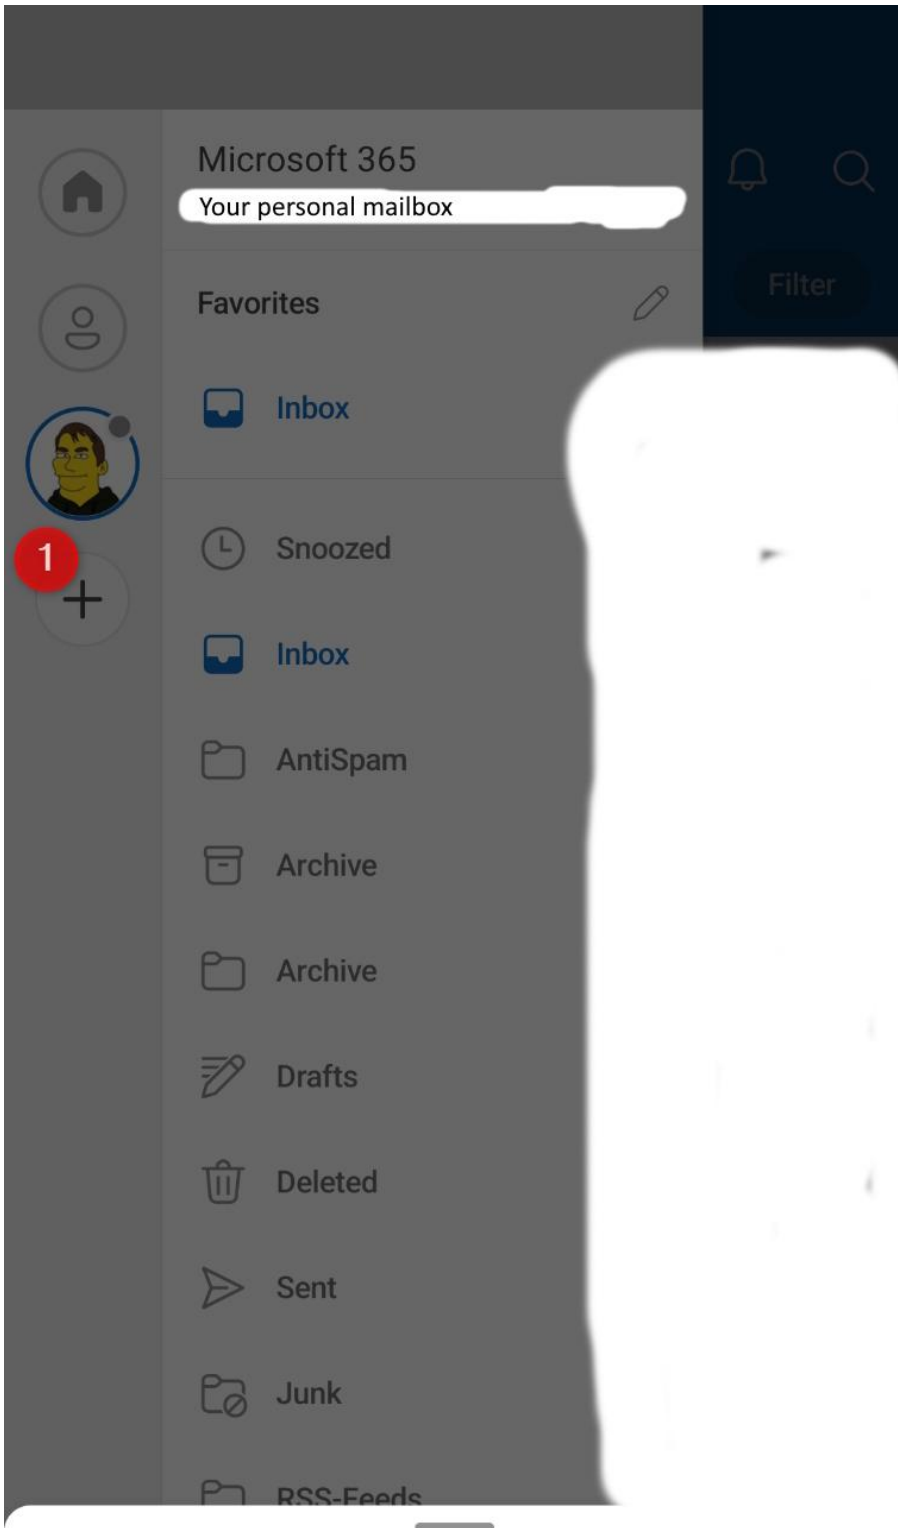 Microsoft 365
Your personal mailbox
Filter
Favorites
Inbox
1
Snoozed
Inbox
AntiSpam
Archive
Archive
Drafts
Deleted
Sent
Junk
RSS-Feeds